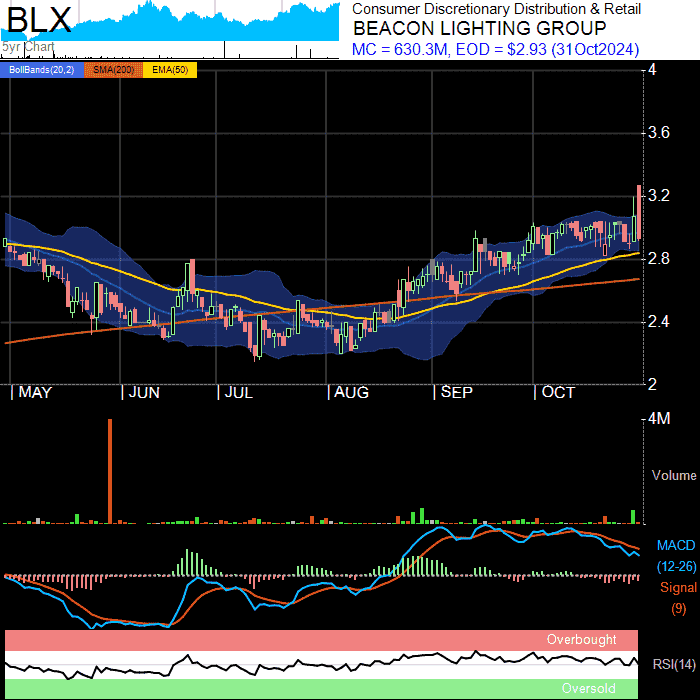 BLX
5yr Chart
Consumer Discretionary Distribution & Retail
BEACON LIGHTING GROUP
MC = 630.3M, EOD = $2.93 (31Oct2024)
BollBands(20,2) SMA(200) EMA(50)
4
3.6
3.2
2.8
2.4
2
MAY JUN JUL AUG SEP OCT
4M
Volume
MACD
(12-26)
Signal
(9)
Overbought
RSI(14)
Oversold